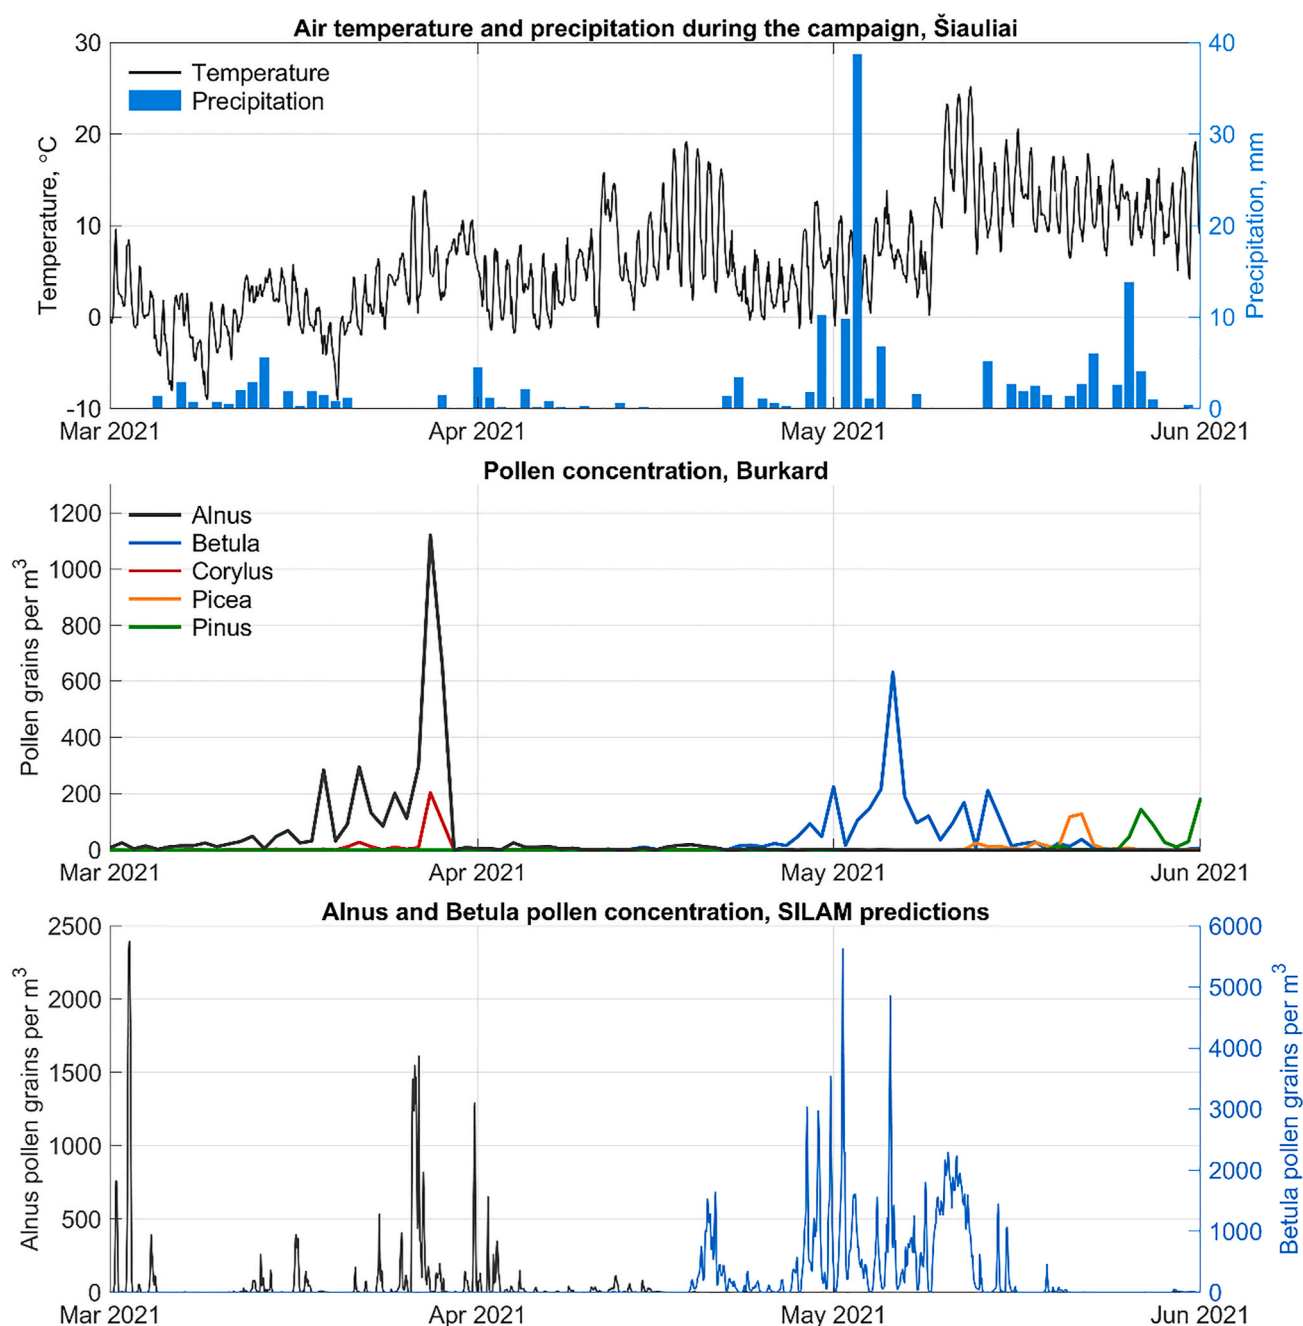 Air temperature and precipitation during the campaign, Šiauliai
30
20
10
0
-10
Temperature, °C
Temperature
Precipitation
40
30
20
10
0
Precipitation, mm
Mar 2021
Apr 2021
May 2021
Jun 2021
Pollen concentration, Burkard
1200
1000
800
600
400
200
0
Pollen grains per m³
Alnus
Betula
Corylus
Picea
Pinus
Mar 2021
Apr 2021
May 2021
Jun 2021
Alnus and Betula pollen concentration, SILAM predictions
2500
2000
1500
1000
500
0
Alnus pollen grains per m³
6000
5000
4000
3000
2000
1000
0
Betula pollen grains per m³
Mar 2021
Apr 2021
May 2021
Jun 2021